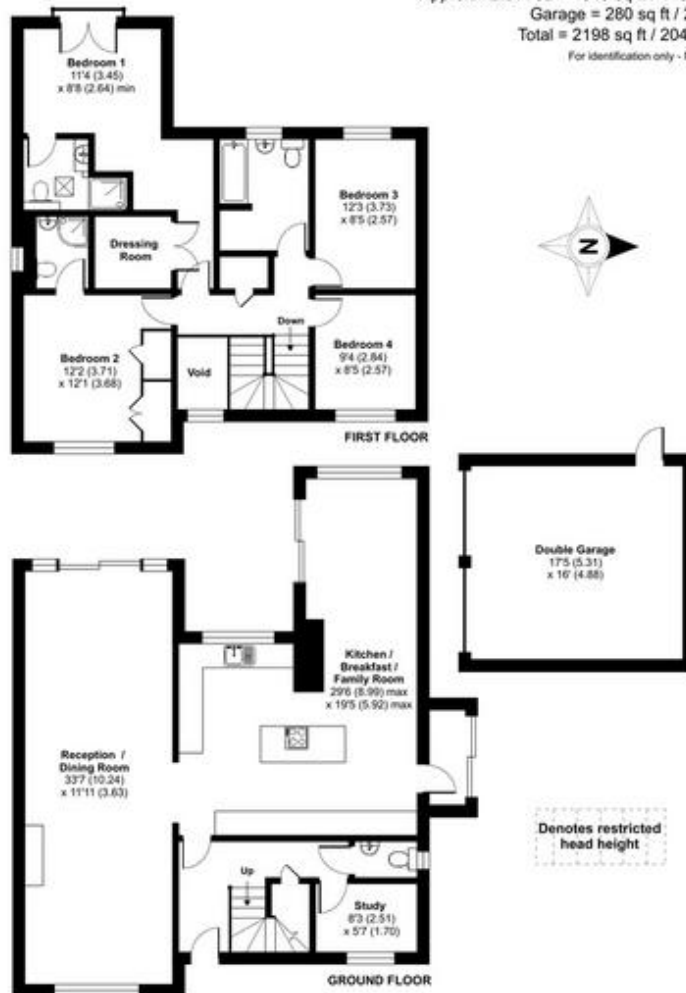 Garage = 280 sq ft /
Total = 2198 sq ft / 204
For identification only -
Bedroom 1
11'4 (3.45)
x 8'8 (2.64) min
Bedroom 3
12'3 (3.73)
x 8'5 (2.57)
Dressing
Room
N
Down
Bedroom 2
12'2 (3.71)
x 12'1 (3.68)
Void
Bedroom 4
9'4 (2.84)
x 8'5 (2.57)
FIRST FLOOR
Double Garage
17'5 (5.31)
x 16' (4.88)
Kitchen /
Breakfast /
Family Room
29'6 (8.99) max
x 19'5 (5.92) max
Reception /
Dining Room
33'7 (10.24)
x 11'11 (3.63)
Denotes restricted
head height
Up
Study
8'3 (2.51)
x 5'7 (1.70)
GROUND FLOOR